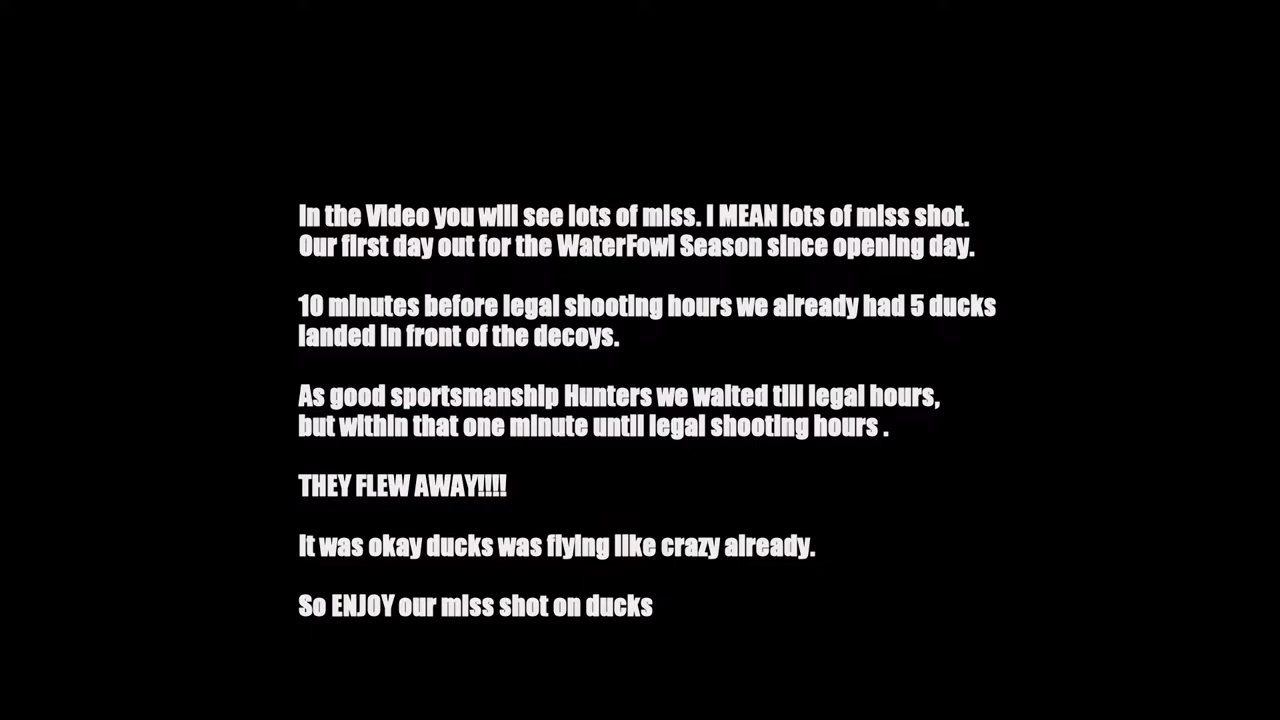 In the Video you will see lots of miss. I MEAN lots of miss shot.
Our first day out for the WaterFowl Season since opening day.
10 minutes before legal shooting hours we already had 5 ducks
landed in front of the decoys.
As good sportsmanship Hunters we waited till legal hours,
but within that one minute until legal shooting hours .
THEY FLEW AWAY!!!!
It was okay ducks was flying like crazy already.
So ENJOY our miss shot on ducks